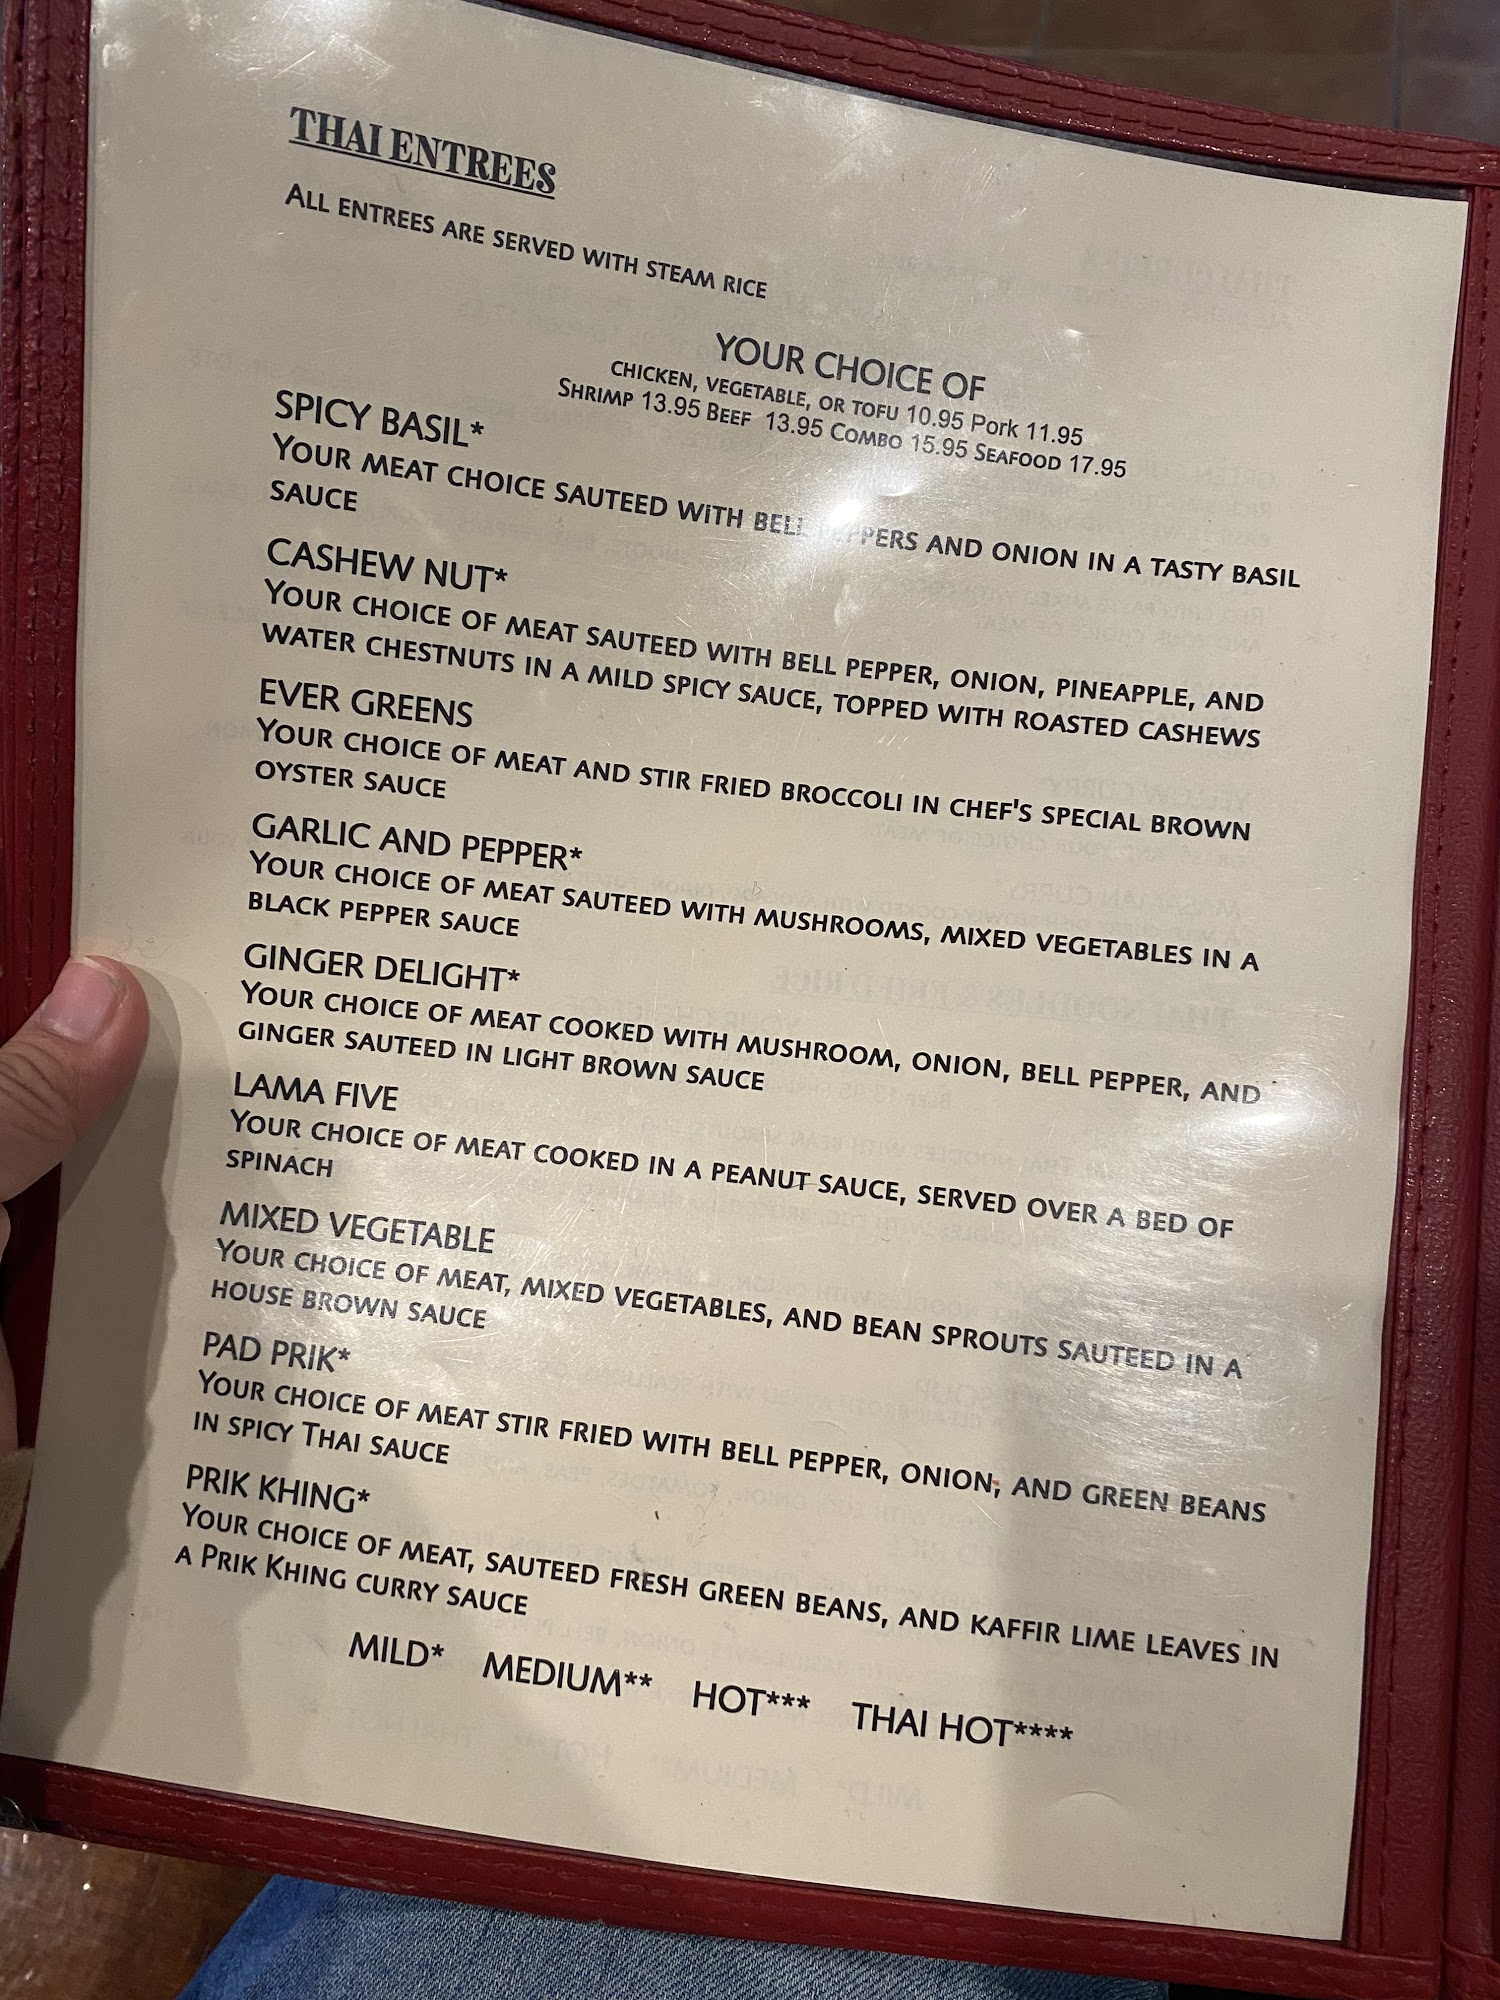 THAI ENTREES
ALL ENTREES ARE SERVED WITH STEAM RICE
YOUR CHOICE OF
CHICKEN, VEGETABLE, OR TOFU 10.95 Pork 11.95
SHRIMP 13.95 BEEF 13.95 COMBO 15.95 SEAFOOD 17.95
SPICY BASIL*
YOUR MEAT CHOICE SAUTEED WITH BELL PEPPERS AND ONION IN A TASTY BASIL
SAUCE
CASHEW NUT*
YOUR CHOICE OF MEAT SAUTEED WITH BELL PEPPER, ONION, PINEAPPLE, AND
WATER CHESTNUTS IN A MILD SPICY SAUCE, TOPPED WITH ROASTED CASHEWS
EVER GREENS
YOUR CHOICE OF MEAT AND STIR FRIED BROCCOLI IN CHEF'S SPECIAL BROWN
OYSTER SAUCE
GARLIC AND PEPPER*
YOUR CHOICE OF MEAT SAUTEED WITH MUSHROOMS, MIXED VEGETABLES IN A
BLACK PEPPER SAUCE
GINGER DELIGHT*
YOUR CHOICE OF MEAT COOKED WITH MUSHROOM, ONION, BELL PEPPER, AND
GINGER SAUTEED IN LIGHT BROWN SAUCE
LAMA FIVE
YOUR CHOICE OF MEAT COOKED IN A PEANUT SAUCE, SERVED OVER A BED OF
SPINACH
MIXED VEGETABLE
YOUR CHOICE OF MEAT, MIXED VEGETABLES, AND BEAN SPROUTS SAUTEED IN A
HOUSE BROWN SAUCE
PAD PRIK*
YOUR CHOICE OF MEAT STIR FRIED WITH BELL PEPPER, ONION, AND GREEN BEANS
IN SPICY THAI SAUCE
PRIK KHING*
YOUR CHOICE OF MEAT, SAUTEED FRESH GREEN BEANS, AND KAFFIR LIME LEAVES IN
A PRIK KHING CURRY SAUCE
MILD* MEDIUM** HOT*** THAI HOT****